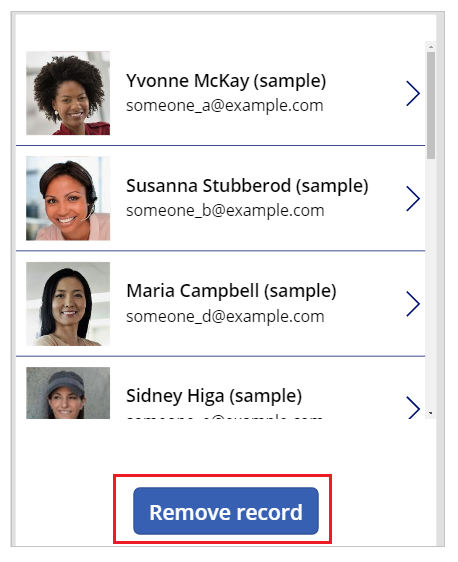 Yvonne McKay (sample)
someone_a@example.com
Susanna Stubberod (sample)
someone_b@example.com
Maria Campbell (sample)
someone_d@example.com
Sidney Higa (sample)
Remove record